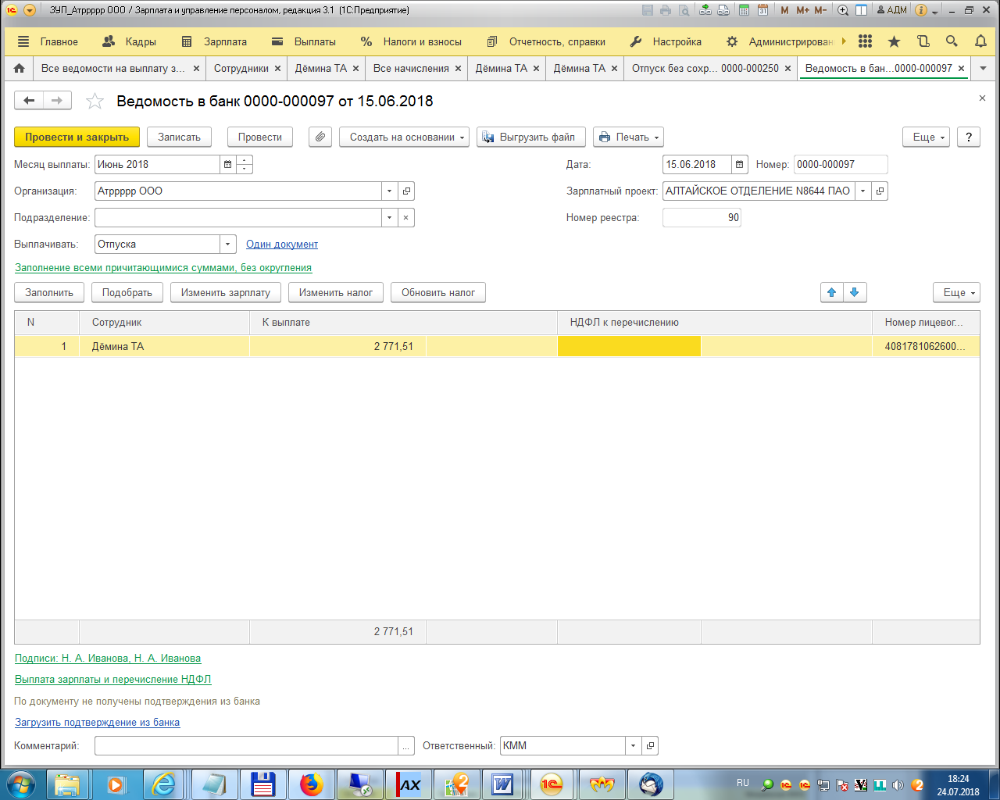 ЗУП_Атррррр ООО / Зарплата и управление персоналом, редакция 3.1 (1С:Предприятие)
M M+ M- АДМ
Главное Кадры Зарплата Выплаты Налоги и взносы Отчетность, справки Настройка Администрирован
Все ведомости на выплату з... Сотрудники Дёмина ТА Все начисления Дёмина ТА Дёмина ТА Отпуск без сохр... 0000-000250 Ведомость в бан...0000-000097
Ведомость в банк 0000-000097 от 15.06.2018
Провести и закрыть Записать Провести Создать на основании Выгрузить файл Печать Еще ?
Месяц выплаты: Июнь 2018 Дата: 15.06.2018 Номер: 0000-000097
Организация: Атррррр ООО Зарплатный проект: АЛТАЙСКОЕ ОТДЕЛЕНИЕ N8644 ПАО
Подразделение: Номер реестра: 90
Выплачивать: Отпуска Один документ
Заполнение всеми причитающимися суммами, без округления
Заполнить Подобрать Изменить зарплату Изменить налог Обновить налог Еще
N Сотрудник К выплате НДФЛ к перечислению Номер лицевог...
1 Дёмина ТА 2 771,51 4081781062600...
2 771,51
Подписи: Н. А. Иванова, Н. А. Иванова
Выплата зарплаты и перечисление НДФЛ
По документу не получены подтверждения из банка
Загрузить подтверждение из банка
Комментарий: ... Ответственный: КММ
RU 18:24
24.07.2018